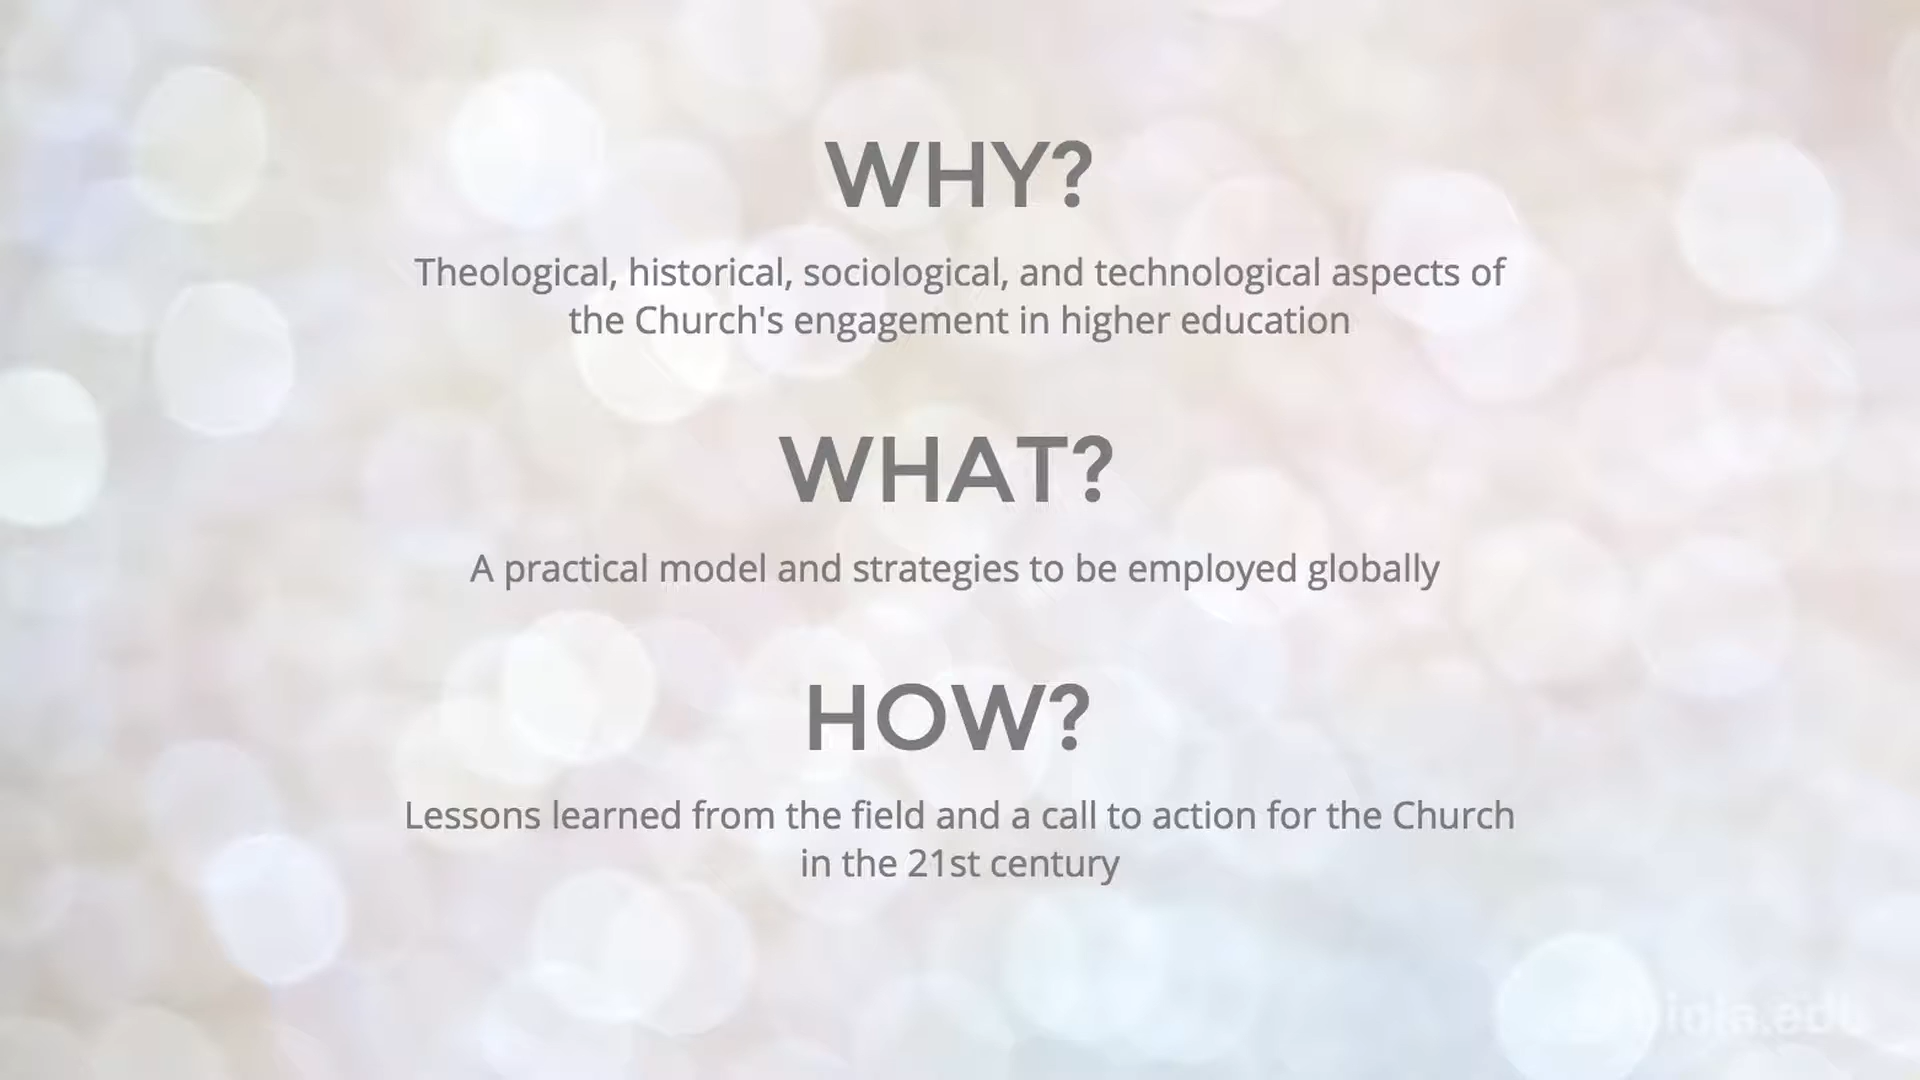 WHY?
Theological, historical, sociological, and technological aspects of
the Church's engagement in higher education
WHAT?
A practical model and strategies to be employed globally
HOW?
Lessons learned from the field and a call to action for the Church
in the 21st century
biola.edu